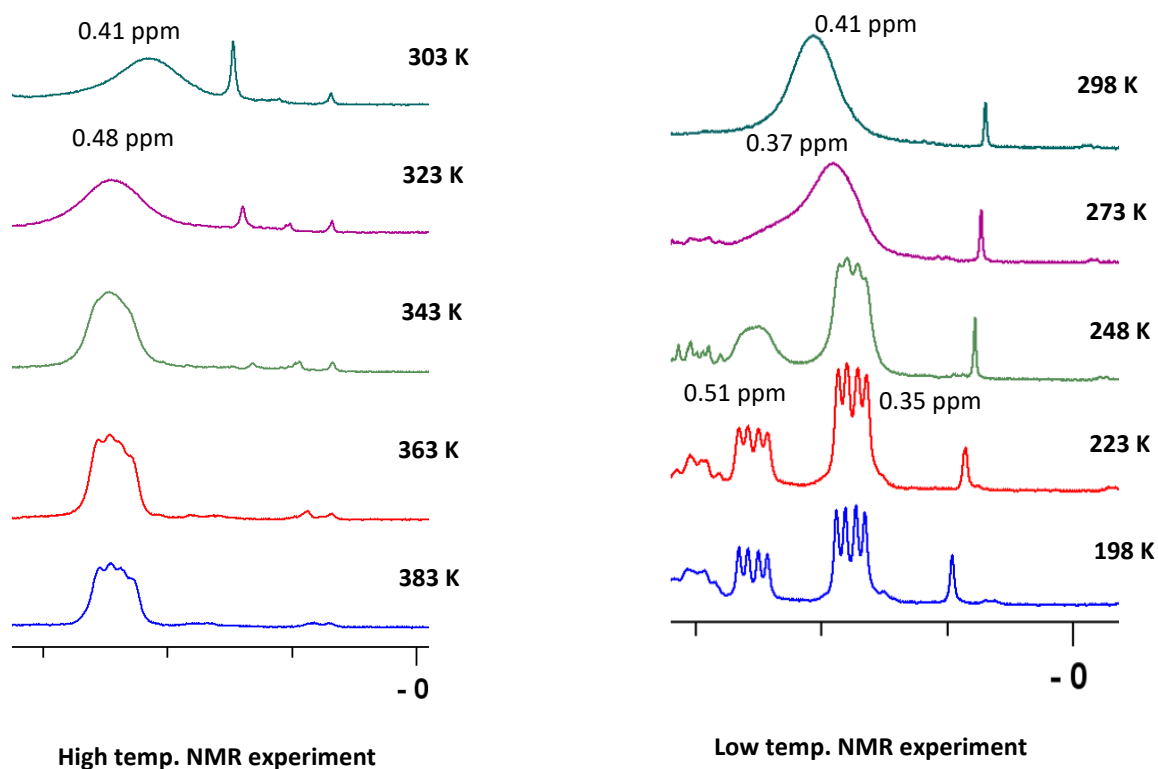 0.41 ppm
303 K
0.48 ppm
323 K
343 K
363 K
383 K
- 0
High temp. NMR experiment
0.41 ppm
298 K
0.37 ppm
273 K
248 K
0.51 ppm
0.35 ppm
223 K
198 K
- 0
Low temp. NMR experiment